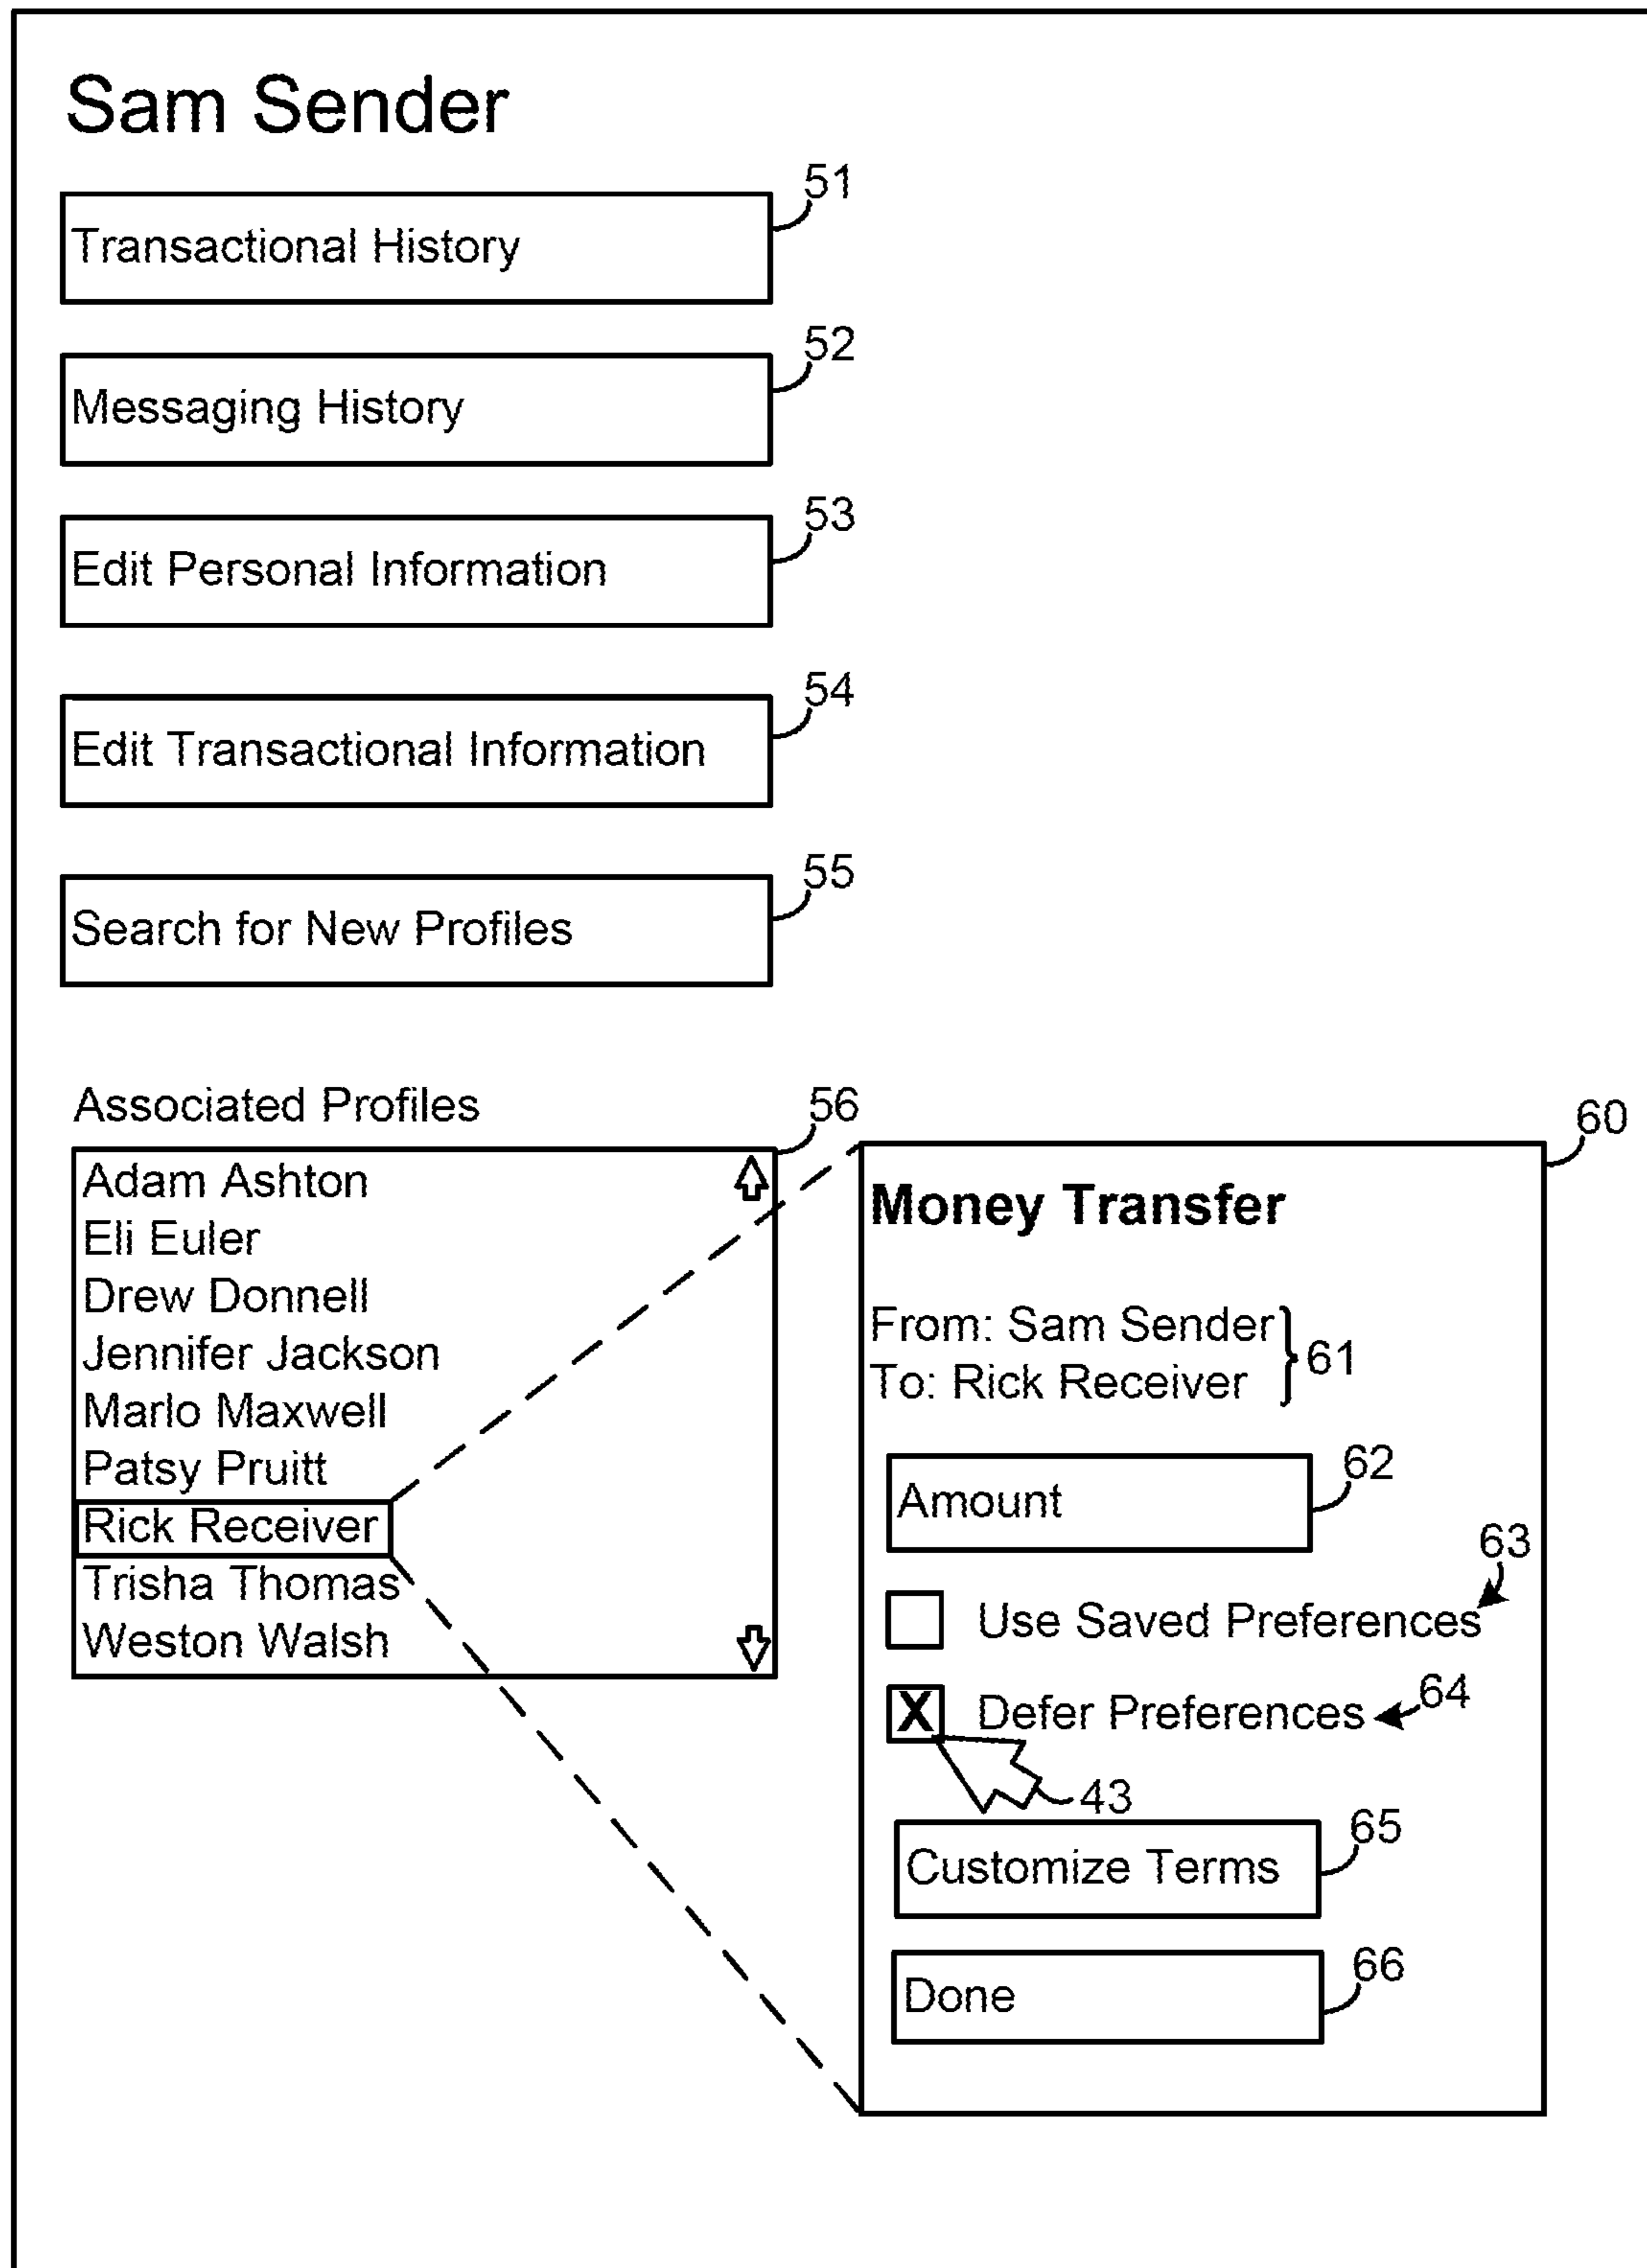 Sam Sender
51
Transactional History
52
Messaging History
53
Edit Personal Information
54
Edit Transactional Information
55
Search for New Profiles
Associated Profiles
56
Adam Ashton
Eli Euler
Drew Donnell
Jennifer Jackson
Marlo Maxwell
Patsy Pruitt
Rick Receiver
Trisha Thomas
Weston Walsh
60
Money Transfer
From: Sam Sender
To: Rick Receiver
61
62
Amount
63
Use Saved Preferences
X Defer Preferences
64
43
65
Customize Terms
66
Done